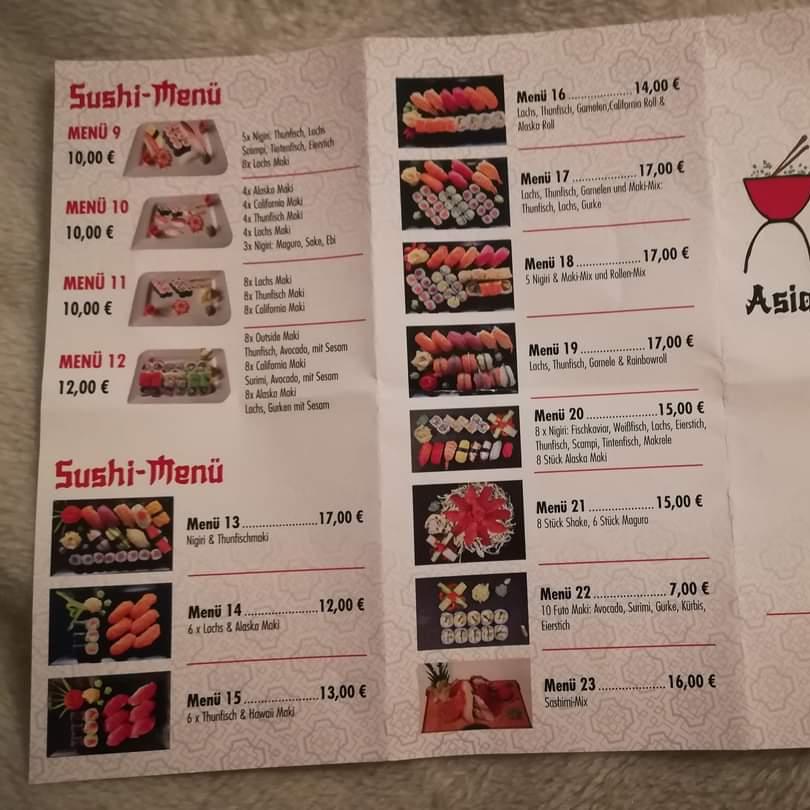 Sushi-Menü
MENÜ 9
10,00 €
5x Nigiri, Thunfisch, Lachs
Scampi, Tintenfisch, Eierstich
8x Lachs Maki
MENÜ 10
10,00 €
4x Alaska Maki
4x California Maki
4x Thunfisch Maki
4x Lachs Maki
3x Nigiri: Maguro, Sake, Ebi
MENÜ 11
10,00 €
8x Lachs Maki
8x Thunfisch Maki
8x California Maki
MENÜ 12
12,00 €
8x Outside Maki
Thunfisch, Avocado, mit Sesam
8x California Maki
Surimi, Avocado, mit Sesam
8x Alaska Maki
Lachs, Gurken mit Sesam
Sushi-Menü
Menü 13 ........................ 17,00 €
Nigiri & Thunfischmaki
Menü 14 ........................ 12,00 €
6 x Lachs & Alaska Maki
Menü 15 ........................ 13,00 €
6 x Thunfisch & Hawaii Maki
Menü 16 ..................... 14,00 €
Lachs, Thunfisch, Garnelen,California Roll &
Alaska Roll
Menü 17 ..................... 17,00 €
Lachs, Thunfisch, Garnelen und Maki-Mix:
Thunfisch, Lachs, Gurke
Menü 18 ..................... 17,00 €
5 Nigiri & Maki-Mix und Rollen-Mix
Menü 19 ..................... 17,00 €
Lachs, Thunfisch, Garnele & Rainbowroll
Menü 20 ....................... 15,00 €
8 x Nigiri: Fischkaviar, Weißfisch, Lachs, Eierstich,
Thunfisch, Scampi, Tintenfisch, Makrele
8 Stück Alaska Maki
Menü 21 ..................... 15,00 €
8 Stück Shake, 6 Stück Maguro
Menü 22 ........................ 7,00 €
10 Futo Maki: Avocado, Surimi, Gurke, Kürbis,
Eierstich
Menü 23 ..................... 16,00 €
Sashimi-Mix